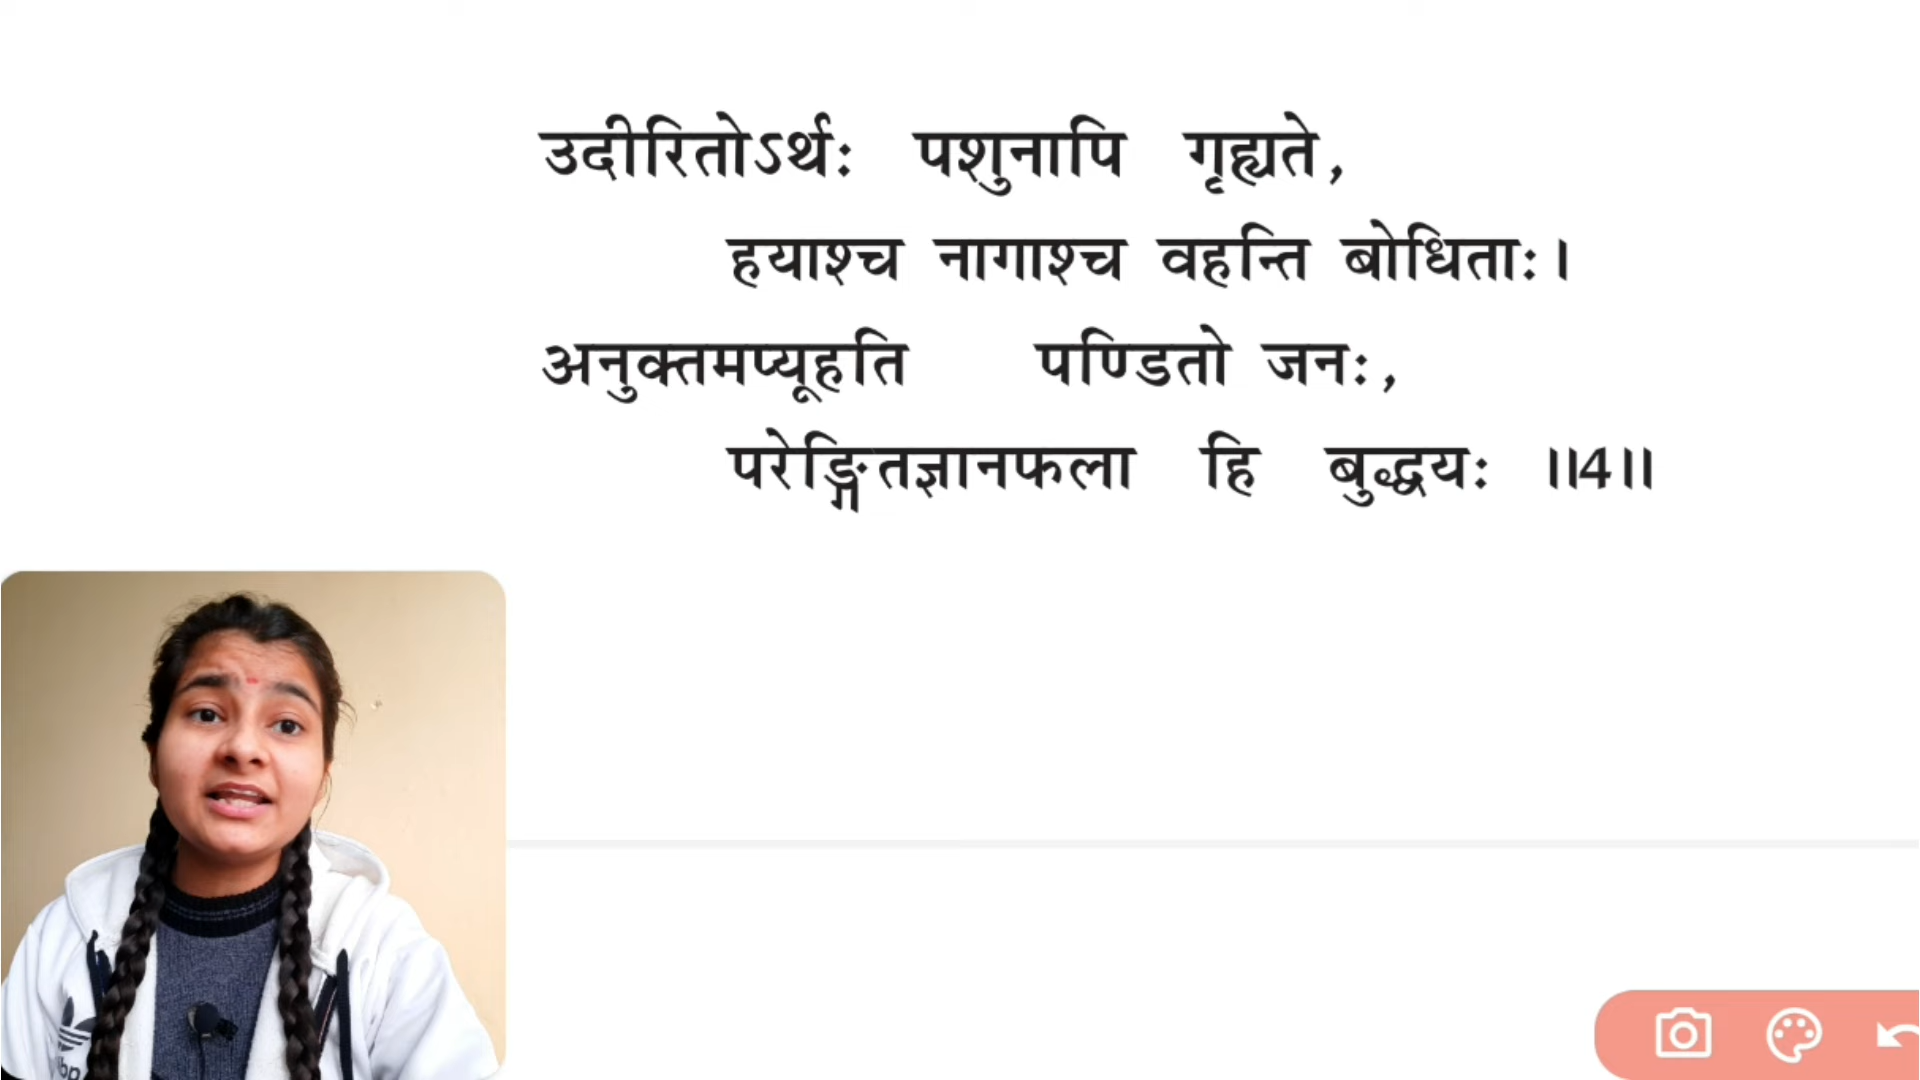 उदीरितोऽर्थः पशुनापि गृह्यते,
हयाश्च नागाश्च वहन्ति बोधिताः।
अनुक्तमप्यूहति पण्डितो जनः,
परेङ्गितज्ञानफला हि बुद्धयः ॥4॥